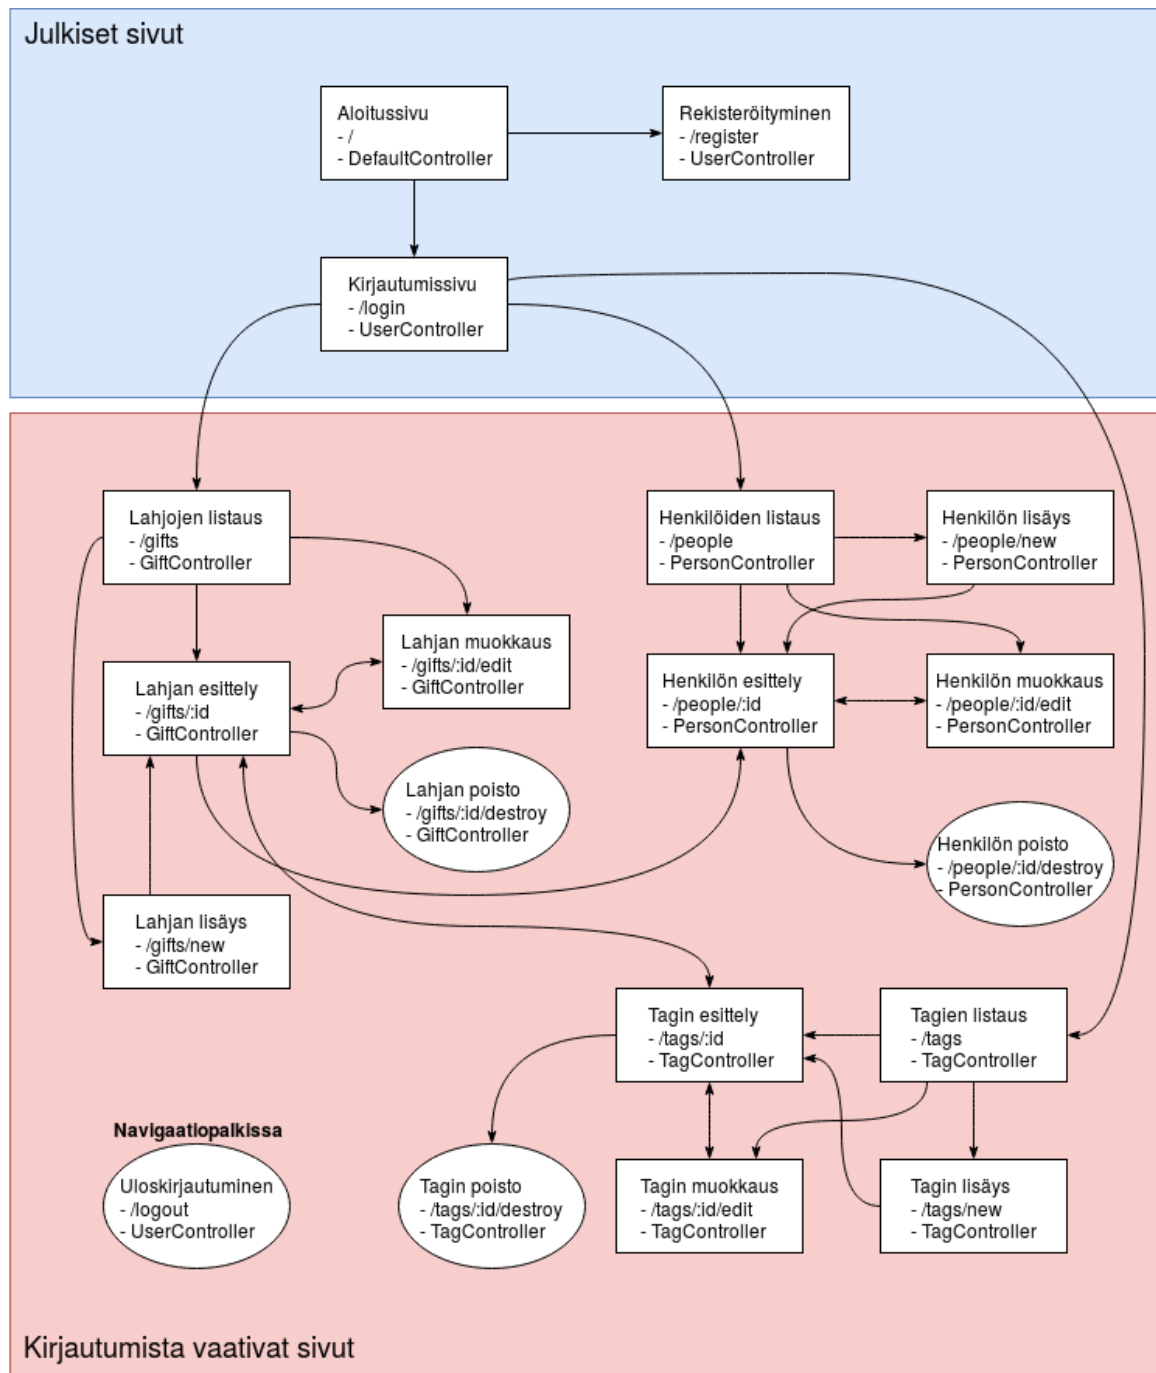 Julkiset sivut
Aloitussivu
- /
- DefaultController
Rekisteröityminen
- /register
- UserController
Kirjautumissivu
- /login
- UserController
Lahjojen listaus
- /gifts
- GiftController
Henkilöiden listaus
- /people
- PersonController
Henkilön lisäys
- /people/new
- PersonController
Lahjan muokkaus
- /gifts/:id/edit
- GiftController
Lahjan esittely
- /gifts/:id
- GiftController
Henkilön esittely
- /people/:id
- PersonController
Henkilön muokkaus
- /people/:id/edit
- PersonController
Lahjan poisto
- /gifts/:id/destroy
- GiftController
Henkilön poisto
- /people/:id/destroy
- PersonController
Lahjan lisäys
- /gifts/new
- GiftController
Tagin esittely
- /tags/:id
- TagController
Tagien listaus
- /tags
- TagController
Navigaatiopalkissa
Uloskirjautuminen
- /logout
- UserController
Tagin poisto
- /tags/:id/destroy
- TagController
Tagin muokkaus
- /tags/:id/edit
- TagController
Tagin lisäys
- /tags/new
- TagController
Kirjautumista vaativat sivut